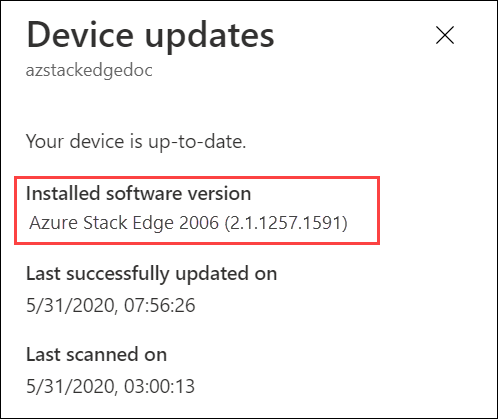 Device updates
azstackedgedoc
Your device is up-to-date.
Installed software version
Azure Stack Edge 2006 (2.1.1257.1591)
Last successfully updated on
5/31/2020, 07:56:26
Last scanned on
5/31/2020, 03:00:13